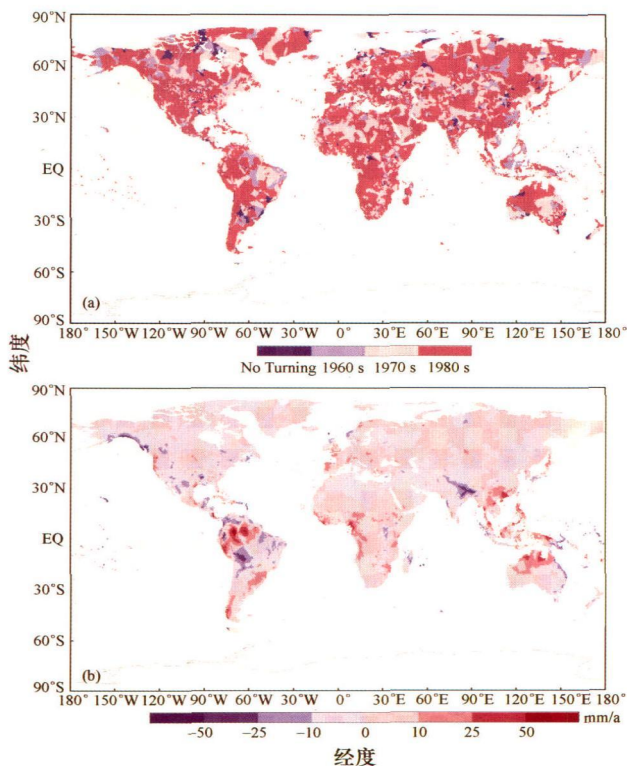 90°N
60°N
30°N
EQ
30°S
60°S
90°S
(a)
180° 150°W 120°W 90°W 60°W 30°W 0° 30°E 60°E 90°E 120°E 150°E 180°
No Turning 1960 s 1970 s 1980 s
纬度
90°N
60°N
30°N
EQ
30°S
60°S
90°S
(b)
180° 150°W 120°W 90°W 60°W 30°W 0° 30°E 60°E 90°E 120°E 150°E 180°
mm/a
-50 -25 -10 0 10 25 50
经度